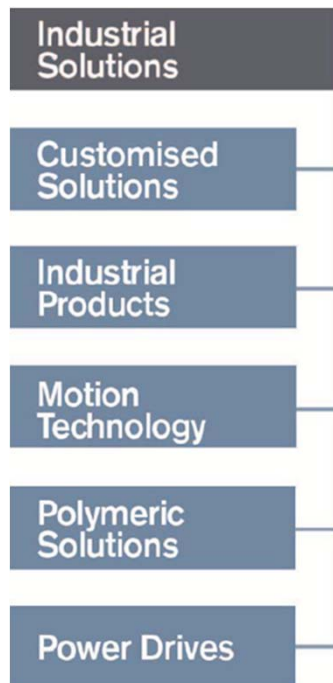 Industrial
Solutions
Customised
Solutions
Industrial
Products
Motion
Technology
Polymeric
Solutions
Power Drives